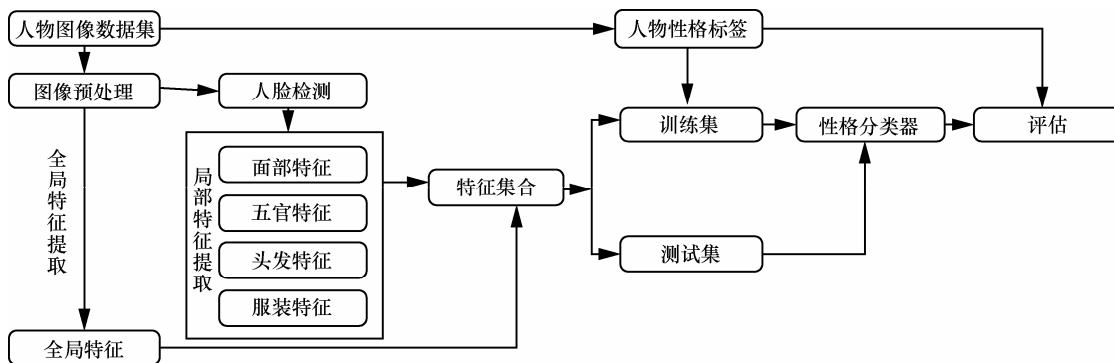 人物图像数据集
人物性格标签
图像预处理
人脸检测
训练集
性格分类器
评估
全局特征提取
局部特征提取
面部特征
五官特征
头发特征
服装特征
特征集合
测试集
全局特征